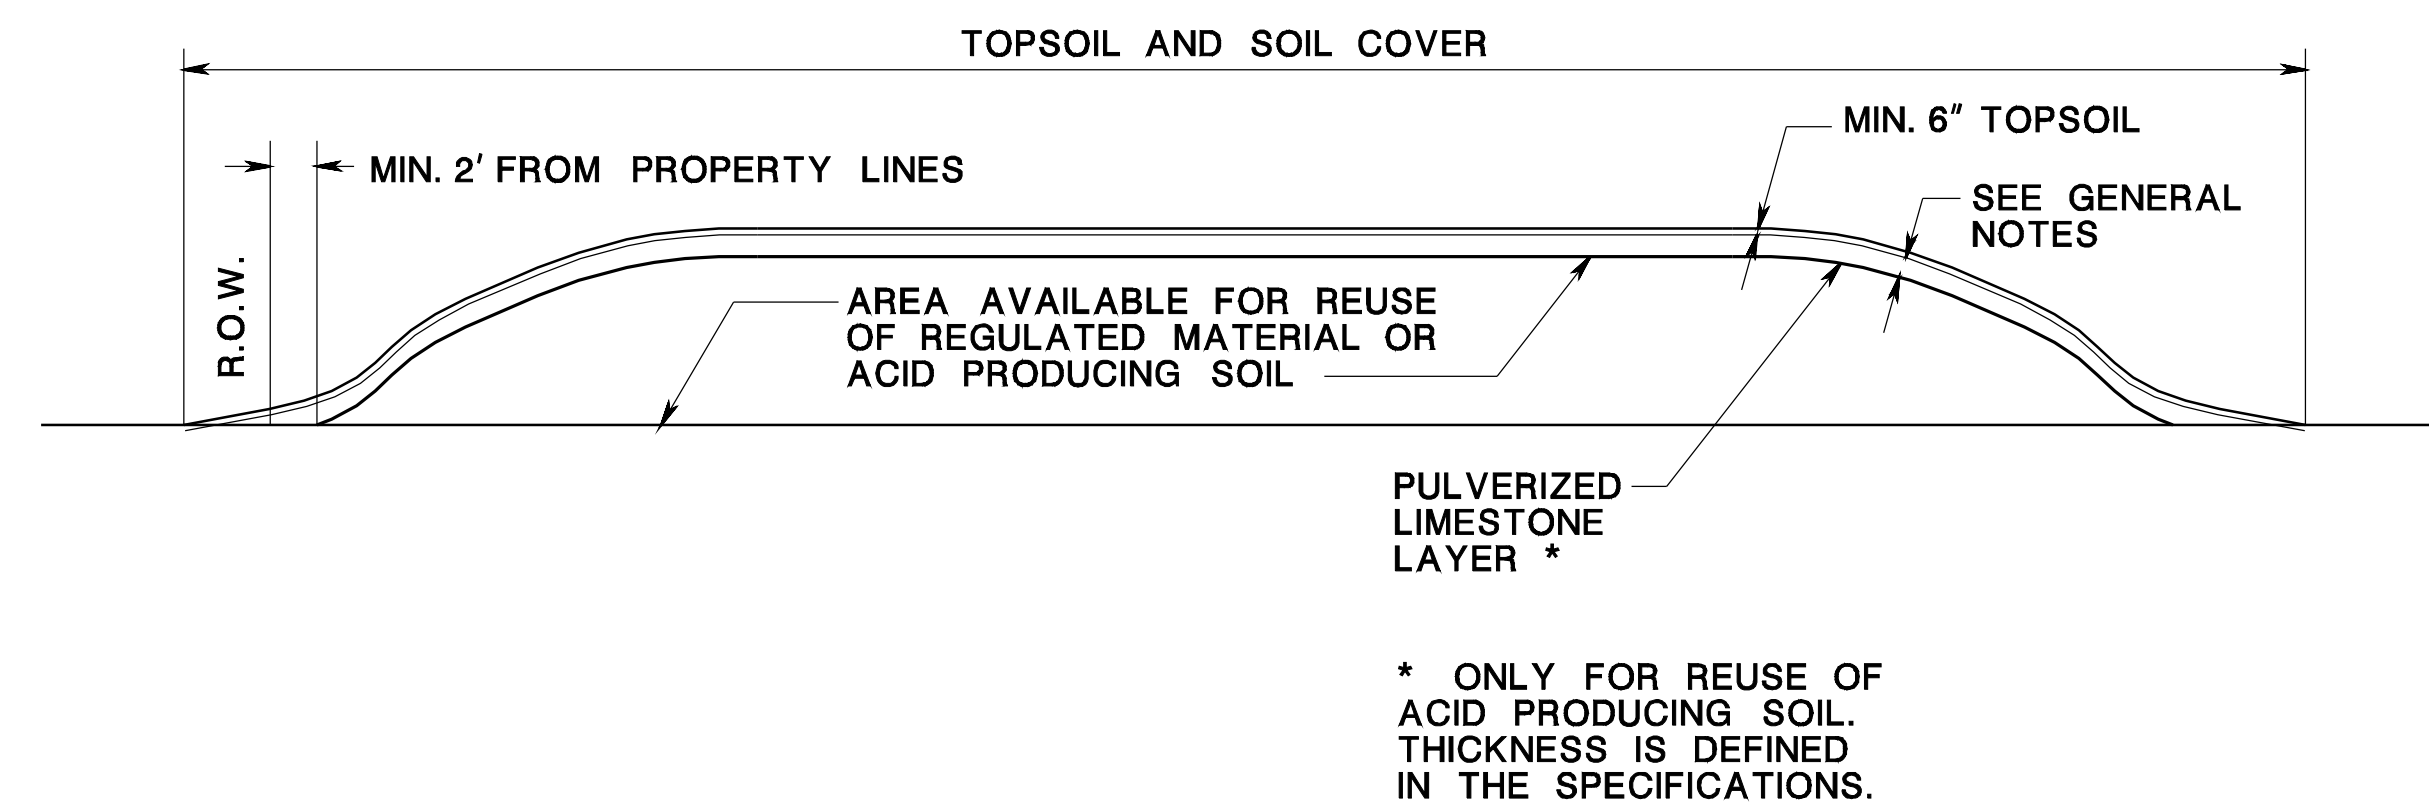 TOPSOIL AND SOIL COVER
MIN. 6" TOPSOIL
MIN. 2' FROM PROPERTY LINES
SEE GENERAL
NOTES
R.O.W.
AREA AVAILABLE FOR REUSE
OF REGULATED MATERIAL OR
ACID PRODUCING SOIL
PULVERIZED
LIMESTONE
LAYER *
* ONLY FOR REUSE OF
ACID PRODUCING SOIL.
THICKNESS IS DEFINED
IN THE SPECIFICATIONS.